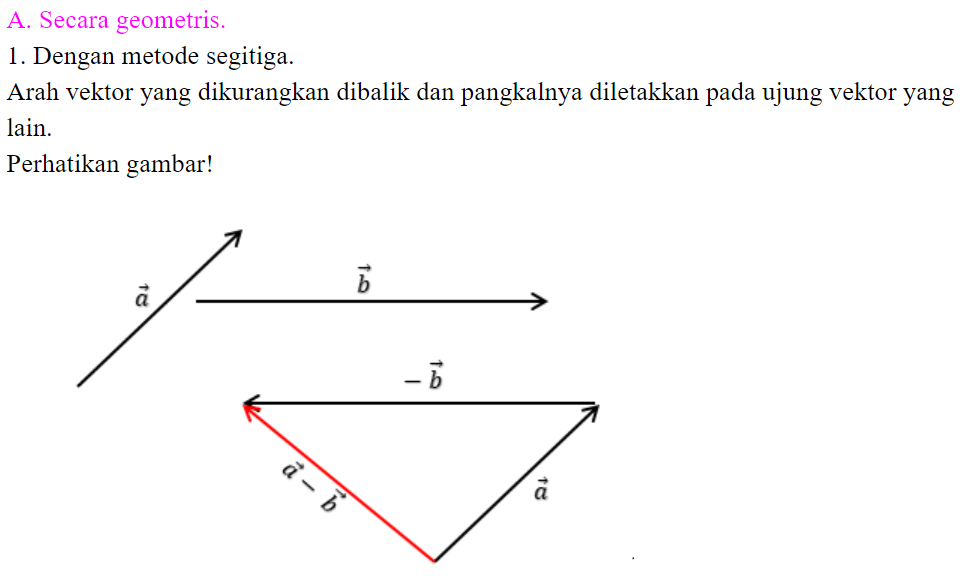 A. Secara geometris.
1. Dengan metode segitiga.
Arah vektor yang dikurangkan dibalik dan pangkalnya diletakkan pada ujung vektor yang
lain.
Perhatikan gambar!
b⃗
a⃗
− b⃗
a⃗ − b⃗
a⃗